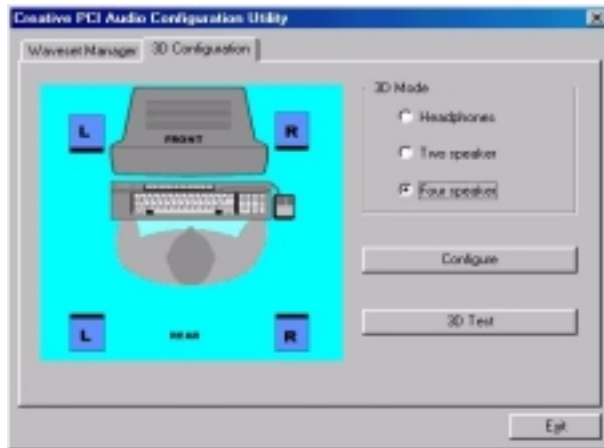 Creative PCI Audio Configuration Utility
Waveset Manager
3D Configuration
L
FRONT
R
L
REAR
R
3D Mode
Headphones
Two speaker
Four speaker
Configure
3D Test
Exit